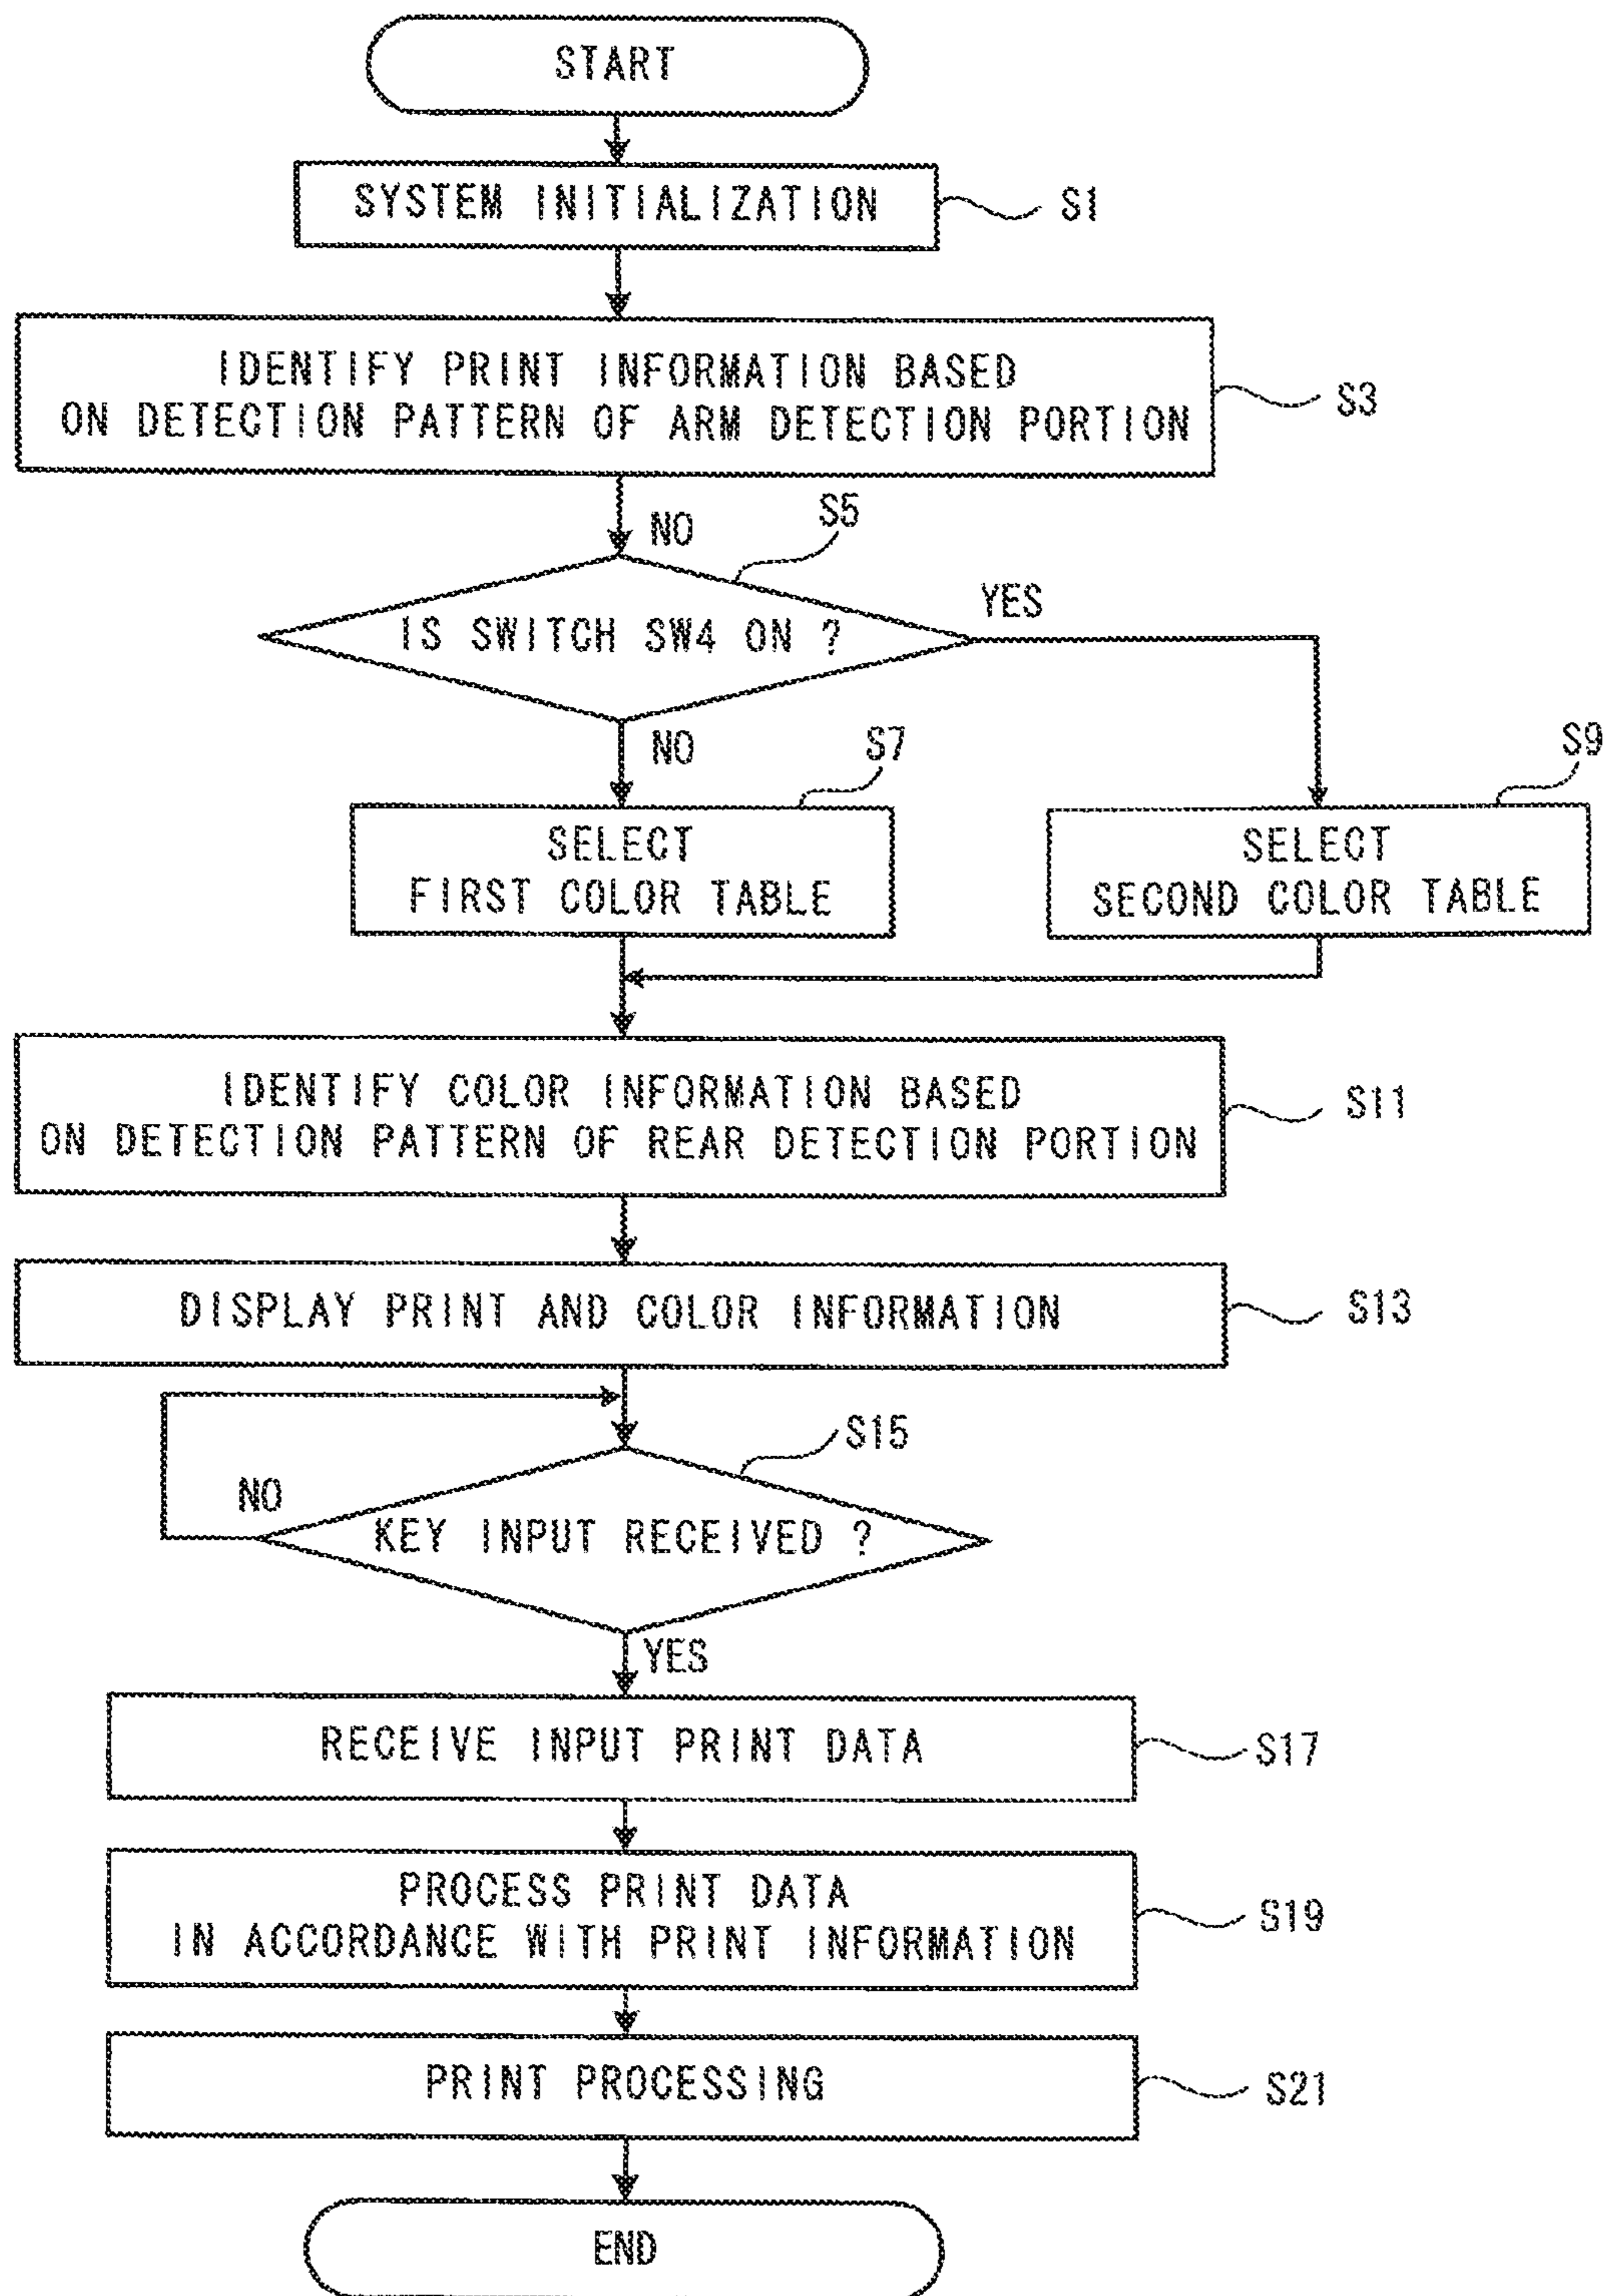 START
SYSTEM INITIALIZATION
S1
IDENTIFY PRINT INFORMATION BASED
ON DETECTION PATTERN OF ARM DETECTION PORTION
S3
NO
S5
IS SWITCH SW4 ON ?
YES
NO
S7
S9
SELECT
FIRST COLOR TABLE
SELECT
SECOND COLOR TABLE
IDENTIFY COLOR INFORMATION BASED
ON DETECTION PATTERN OF REAR DETECTION PORTION
S11
DISPLAY PRINT AND COLOR INFORMATION
S13
S15
NO
KEY INPUT RECEIVED ?
YES
RECEIVE INPUT PRINT DATA
S17
PROCESS PRINT DATA
IN ACCORDANCE WITH PRINT INFORMATION
S19
PRINT PROCESSING
S21
END